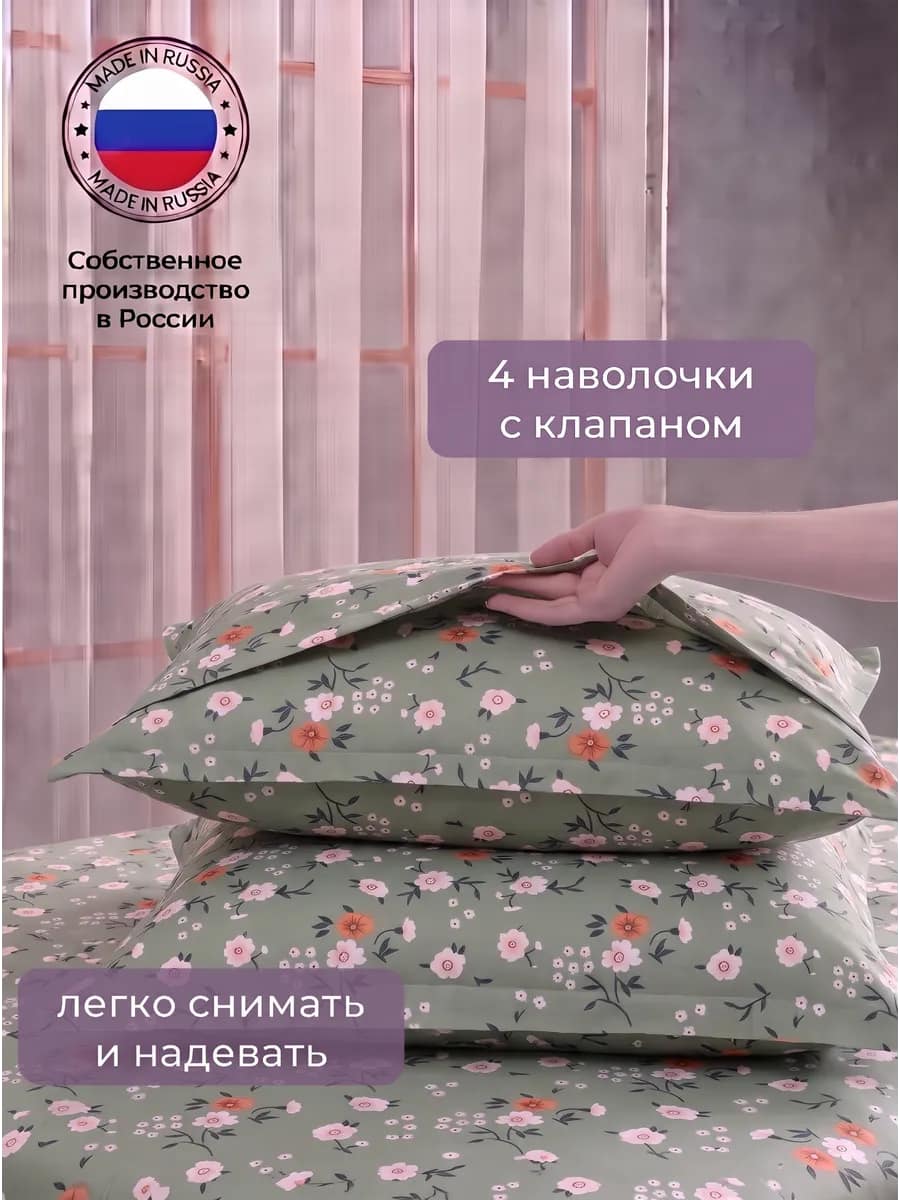 MADE IN RUSSIA
MADE IN RUSSIA
Собственное
производство
в России
4 наволочки
с клапаном
легко снимать
и надевать